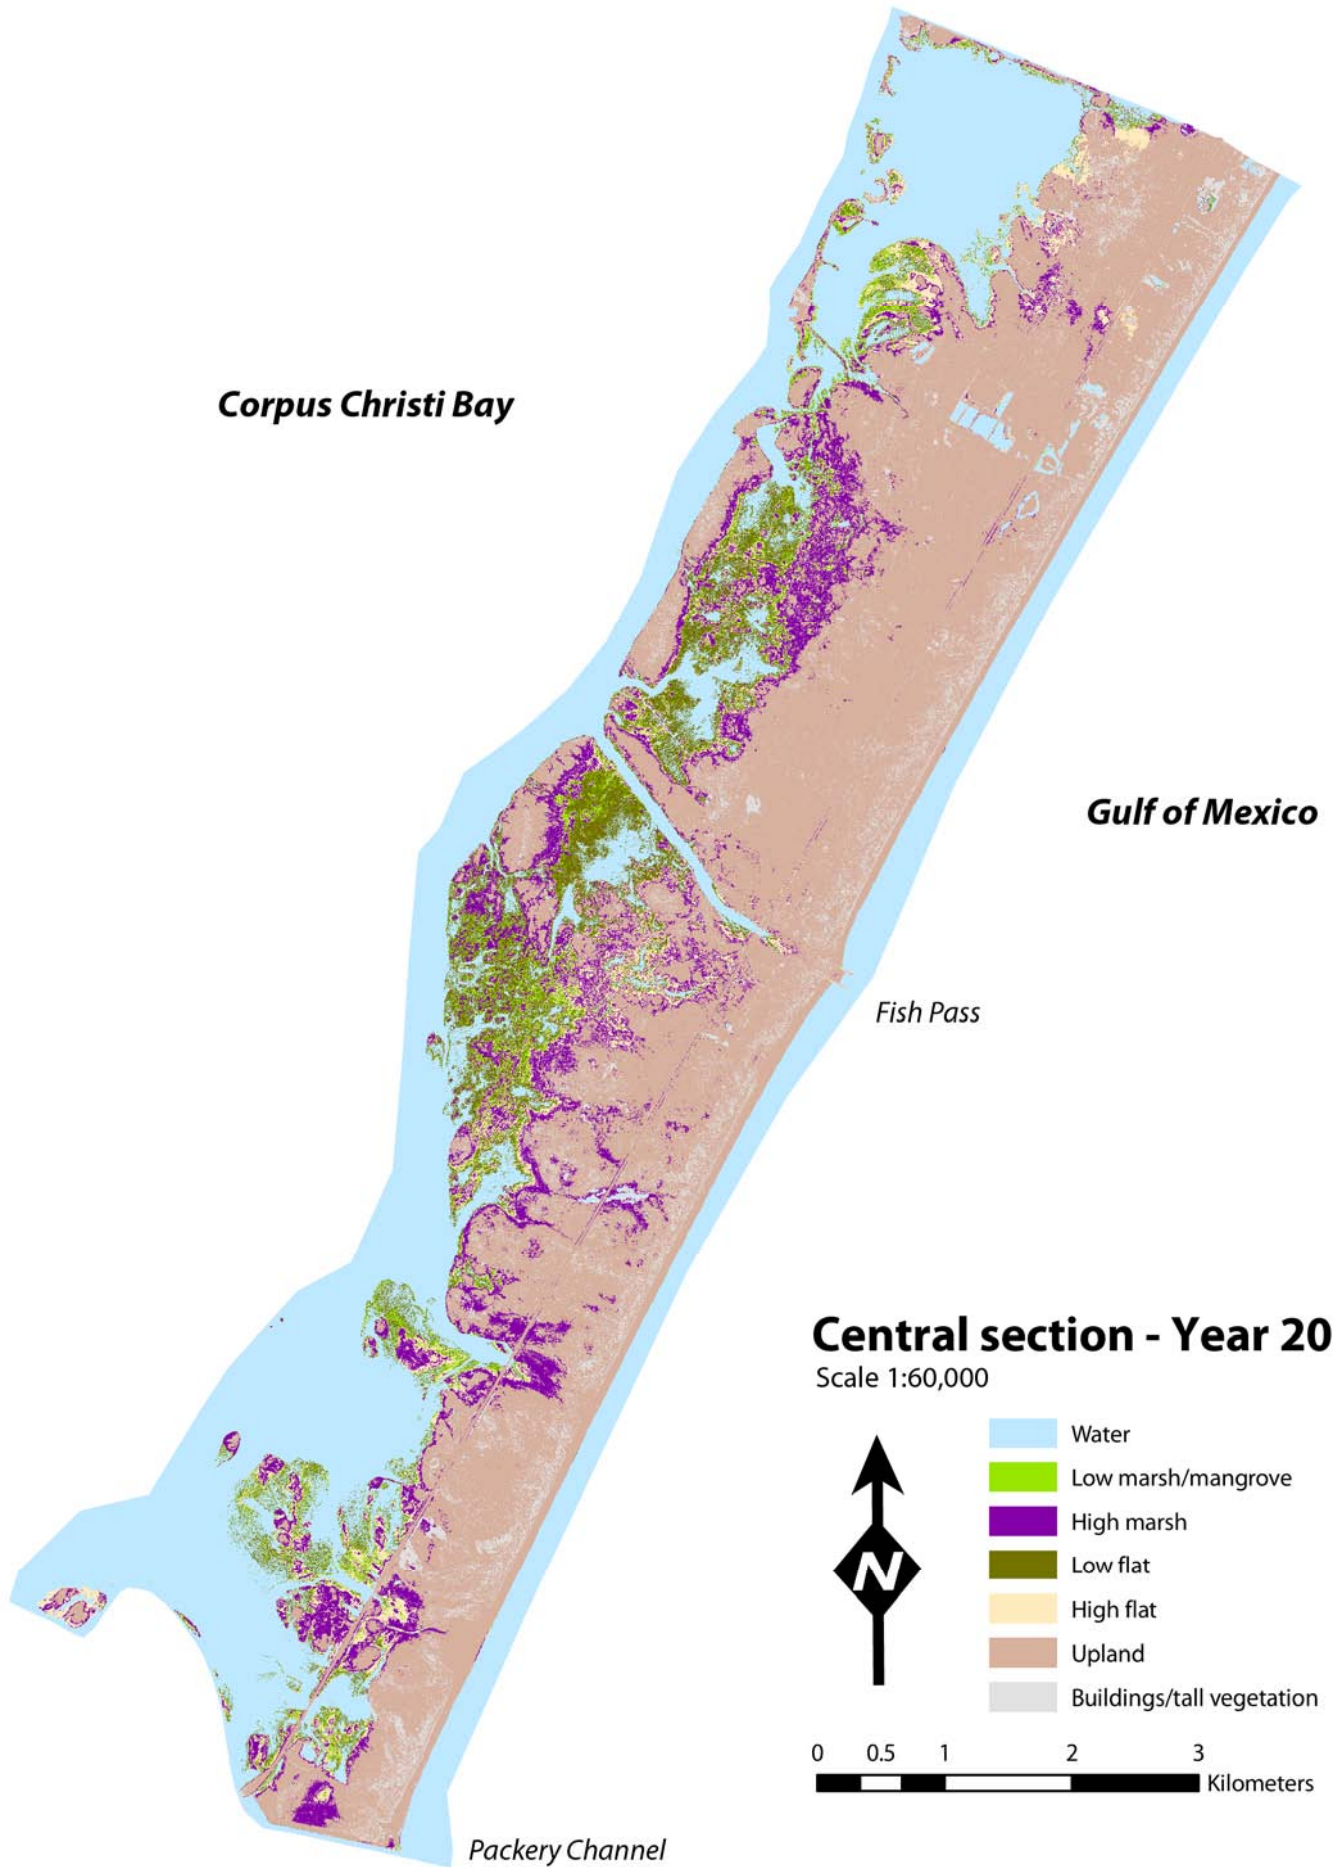 Corpus Christi Bay
Gulf of Mexico
Fish Pass
Central section - Year 20
Scale 1:60,000
Water
Low marsh/mangrove
High marsh
Low flat
High flat
Upland
Buildings/tall vegetation
N
0 0.5 1 2 3
Kilometers
Packery Channel